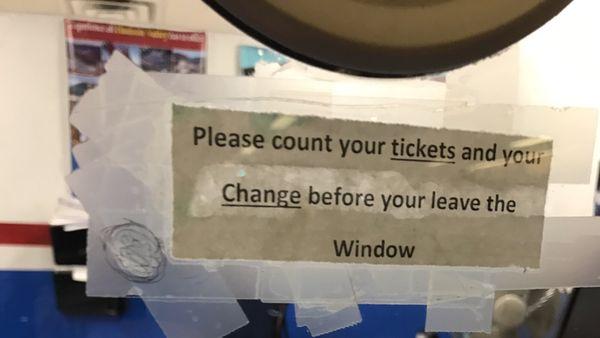 Please count your tickets and your
Change before your leave the
Window